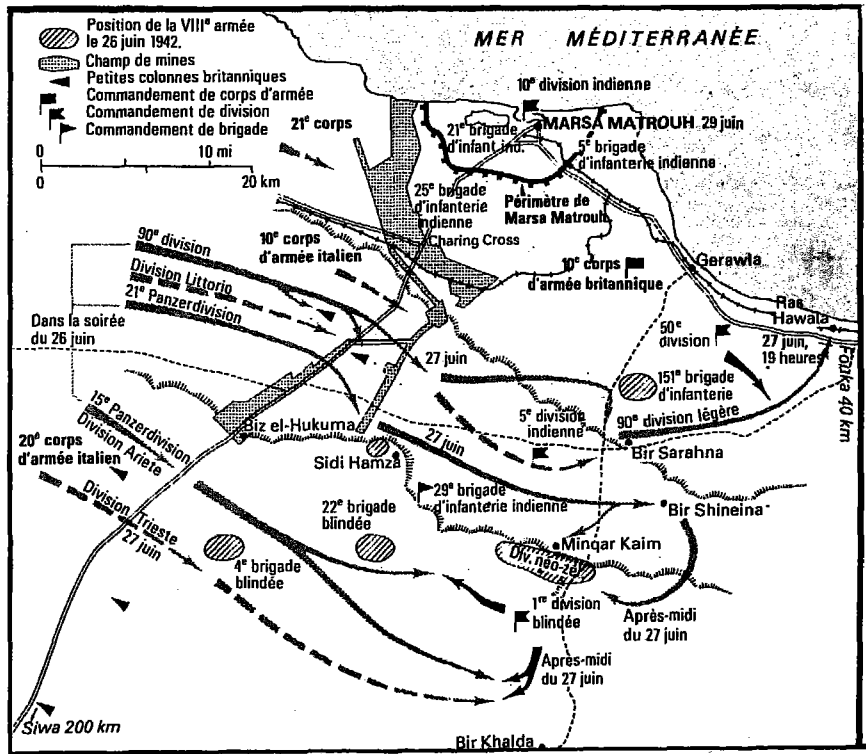 Position de la VIIIe armée
le 26 juin 1942.
Champ de mines
Petites colonnes britanniques
Commandement de corps d'armée
Commandement de division
Commandement de brigade
0
10 mi
0
20 km
MER MÉDITERRANÉE
10e division indienne
MARSA MATROUH 29 juin
21e corps
21e brigade
d'infant. ind.
5e brigade
d'infanterie indienne
25e brigade
d'infanterie
indienne
Périmètre de
Marsa Matrouh
Charing Cross
10e corps
d'armée italien
10e corps
d'armée britannique
Gerawla
Ras
Hawala
27 juin,
19 heures
Fouka 40 km
90e division
Division Littorio
21e Panzerdivision
Dans la soirée
du 26 juin
27 juin
50e
division
151e brigade
d'infanterie
90e division légère
5e division
indienne
Bir Sarahna
15e Panzerdivision
Division Ariete
20e corps
d'armée italien
Division Trieste
27 juin
Biz el-Hukuma
Sidi Hamza
27 juin
29e brigade
d'infanterie indienne
Bir Shineina
22e brigade
blindée
4e brigade
blindée
Minqar Kaim
Div. néo-zél.
1re division
blindée
Après-midi
du 27 juin
Après-midi
du 27 juin
Siwa 200 km
Bir Khalda